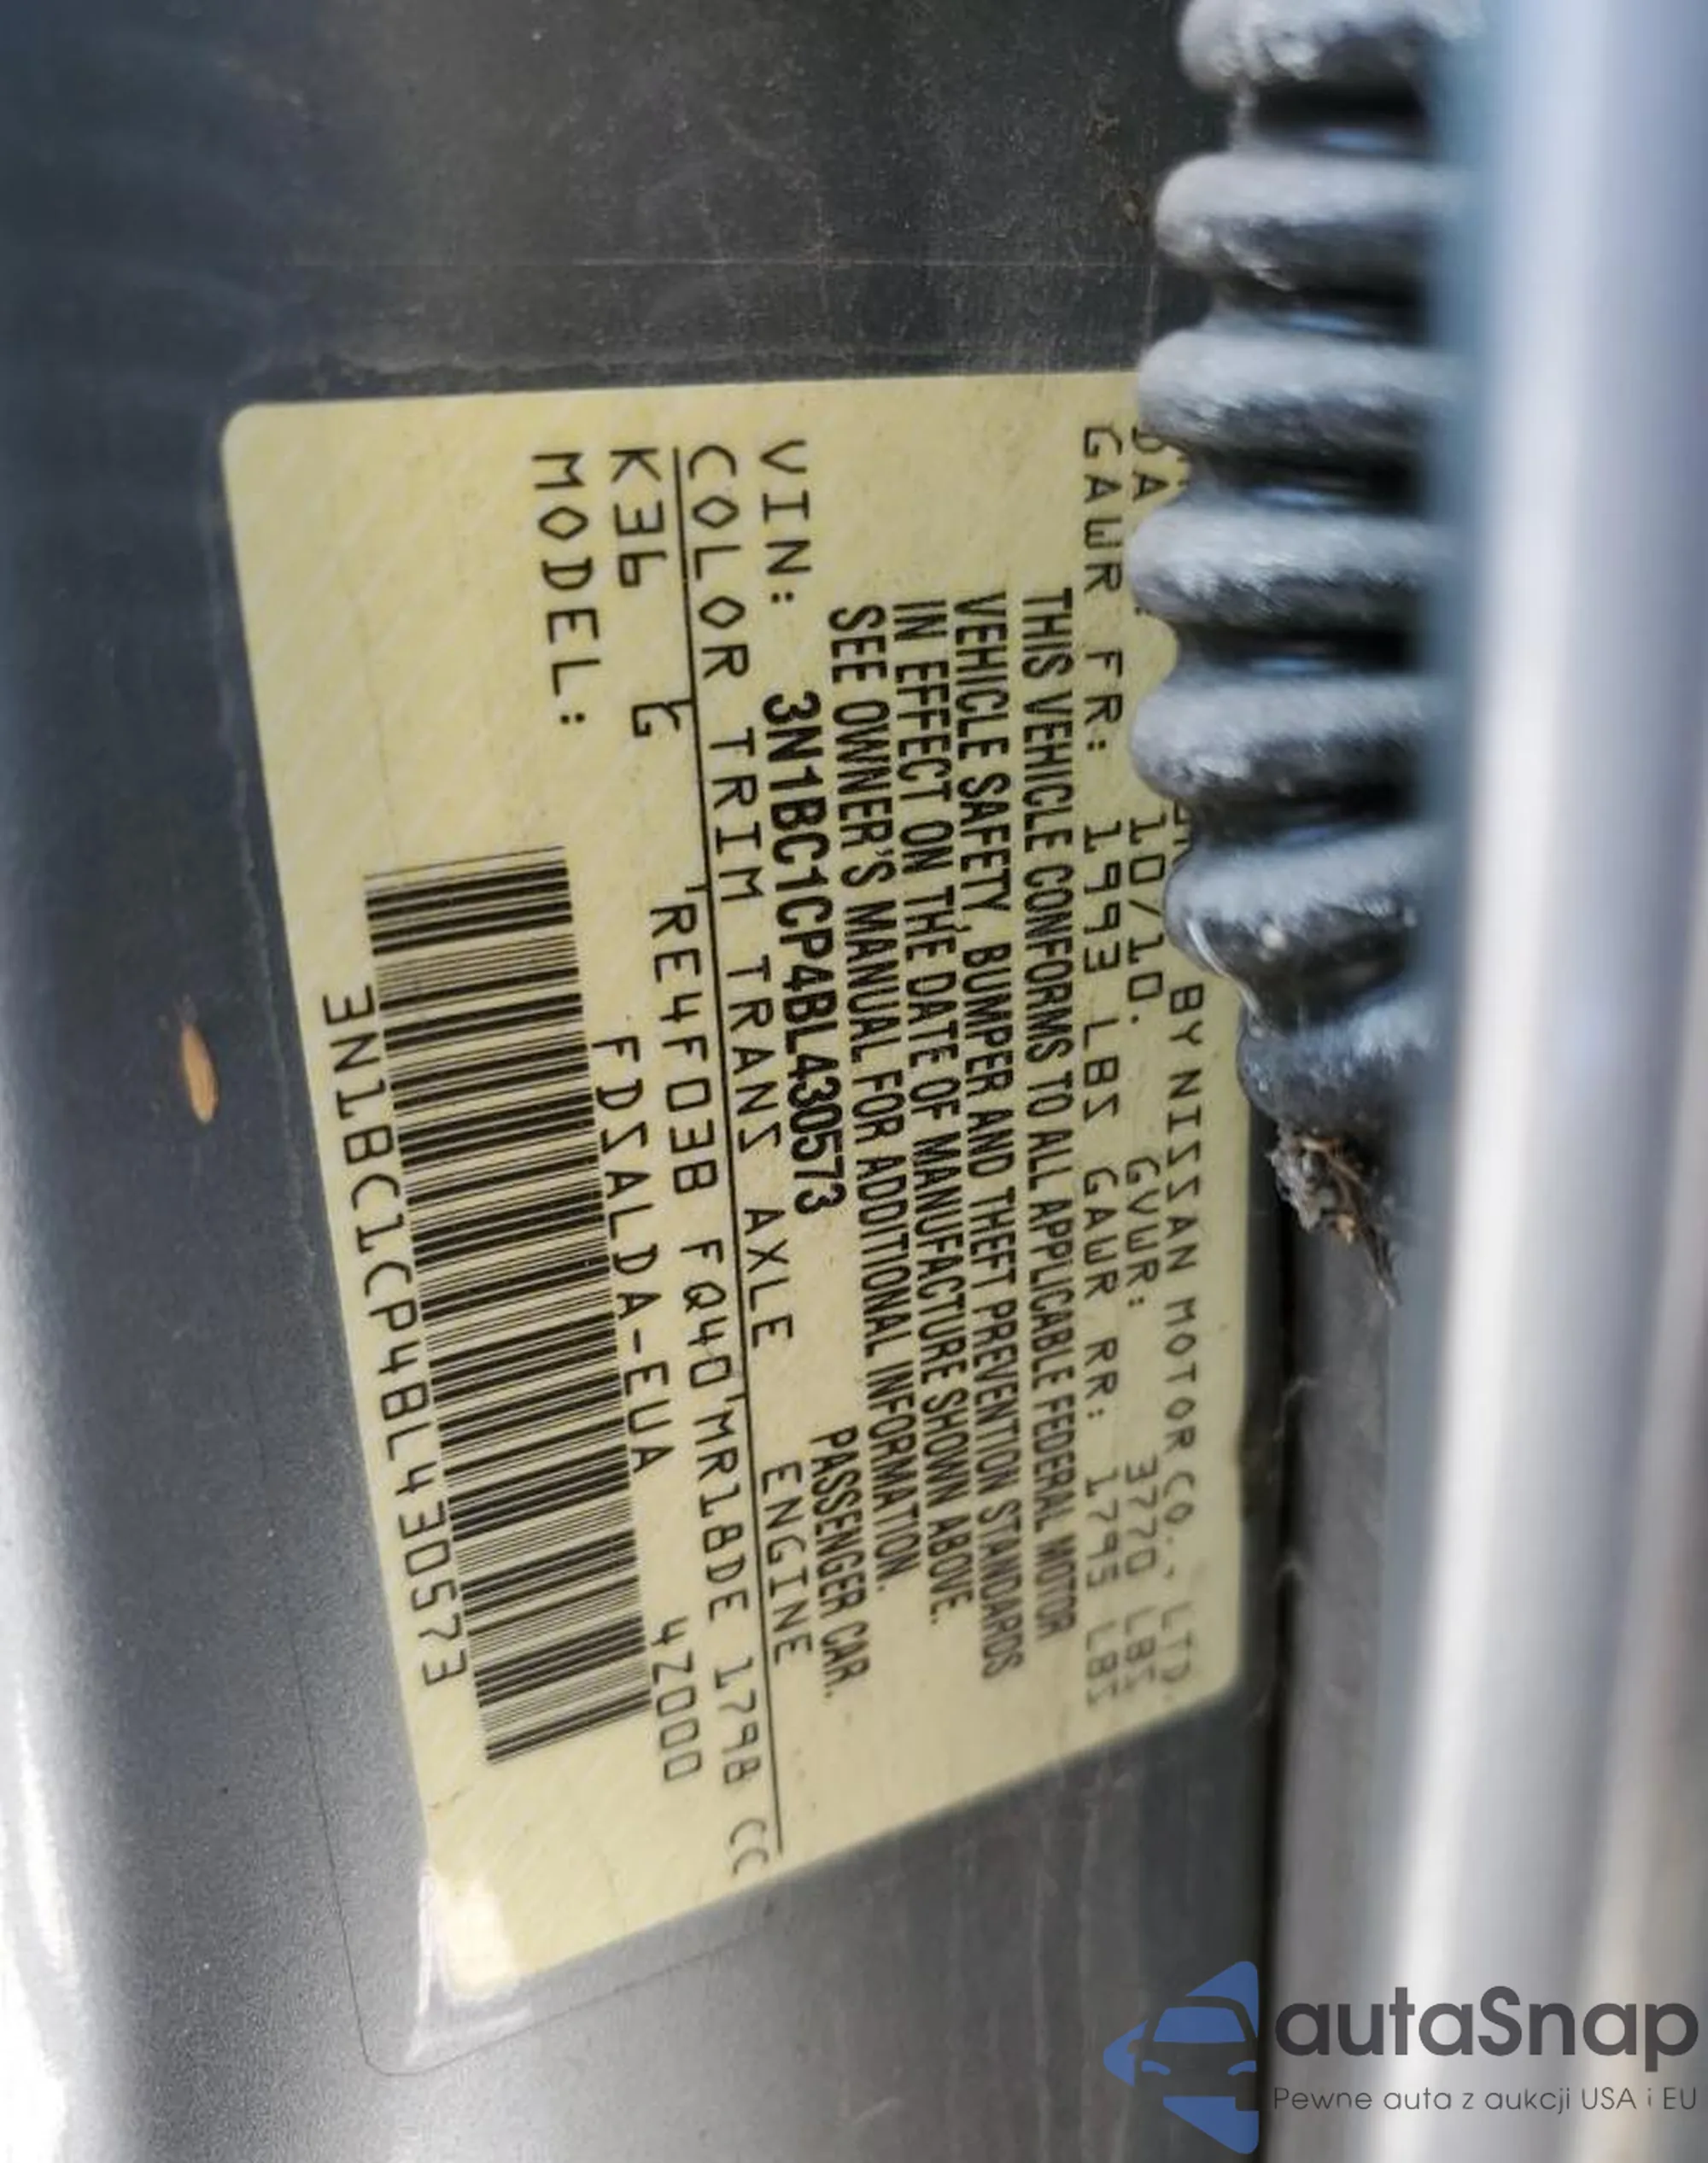 BY NISSAN MOTOR CO., LTD.
DA : 10/10. GVWR: 3770 LBS
GAWR FR: 1993 LBS GAWR RR: 1795 LBS
THIS VEHICLE CONFORMS TO ALL APPLICABLE FEDERAL MOTOR
VEHICLE SAFETY, BUMPER AND THEFT PREVENTION STANDARDS
IN EFFECT ON THE DATE OF MANUFACTURE SHOWN ABOVE.
SEE OWNER'S MANUAL FOR ADDITIONAL INFORMATION.
VIN: 3N1BC1CP4BL430573 PASSENGER CAR.
COLOR TRIM TRANS AXLE ENGINE
K36 G RE4F03B FQ40 MR18DE 1798 CC
MODEL: FDSALDA-EUA 4Z000
3N1BC1CP4BL430573
autaSnap
Pewne auta z aukcji USA i EU